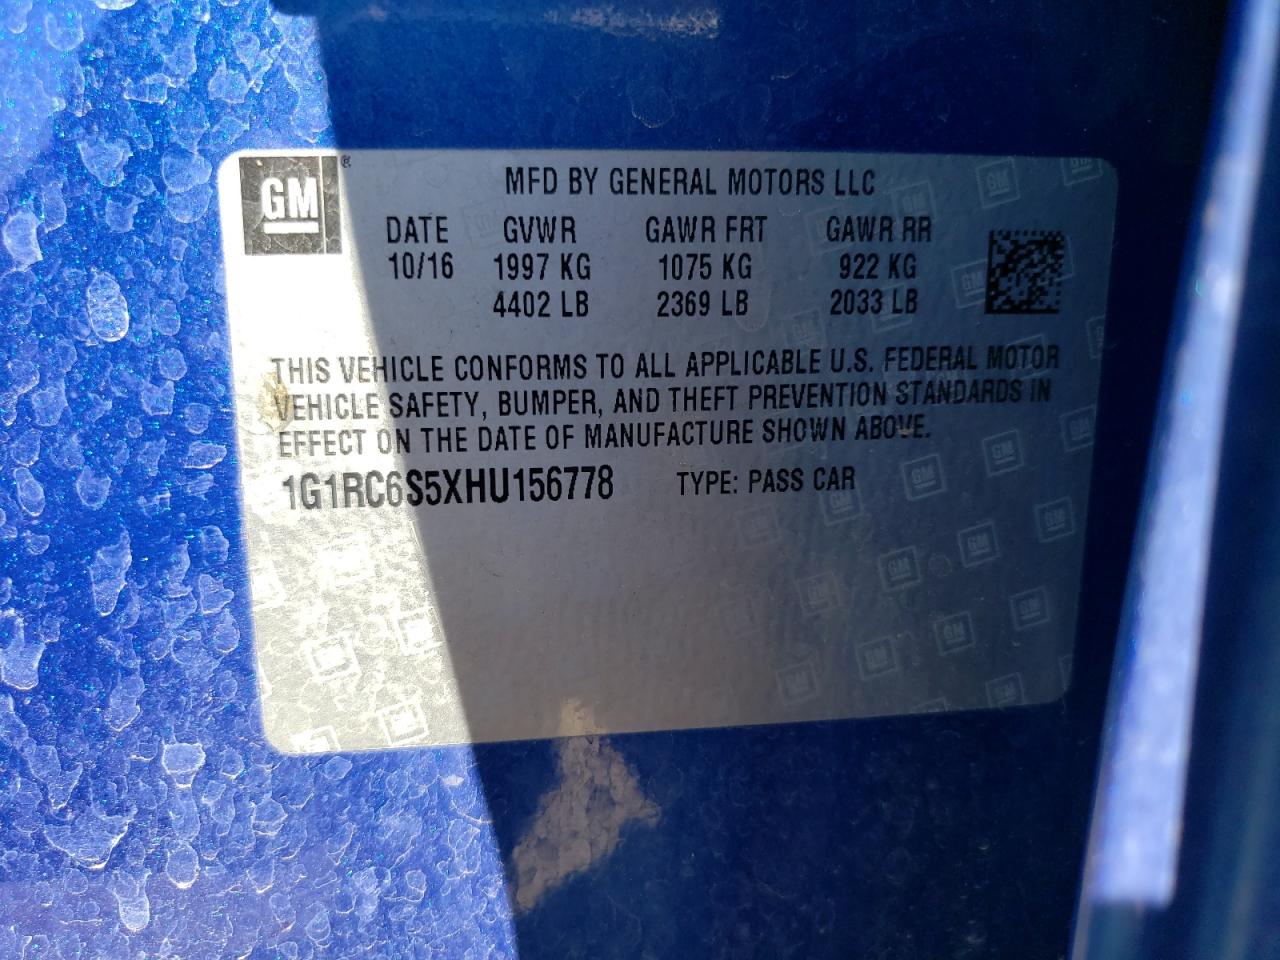 GM ®
MFD BY GENERAL MOTORS LLC
DATE GVWR GAWR FRT GAWR RR
10/16 1997 KG 1075 KG 922 KG
4402 LB 2369 LB 2033 LB
THIS VEHICLE CONFORMS TO ALL APPLICABLE U.S. FEDERAL MOTOR
VEHICLE SAFETY, BUMPER, AND THEFT PREVENTION STANDARDS IN
EFFECT ON THE DATE OF MANUFACTURE SHOWN ABOVE.
1G1RC6S5XHU156778 TYPE: PASS CAR